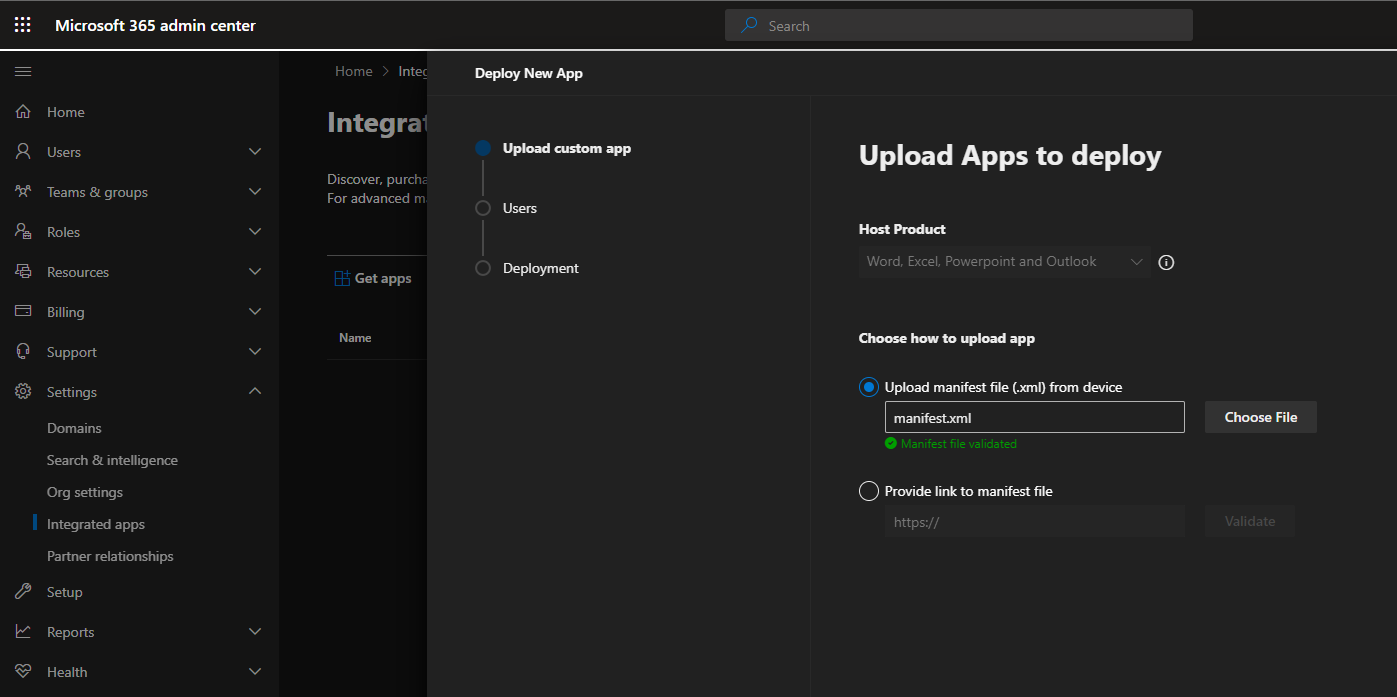 Microsoft 365 admin center
Search
Home
Users
Teams & groups
Roles
Resources
Billing
Support
Settings
Domains
Search & intelligence
Org settings
Integrated apps
Partner relationships
Setup
Reports
Health
Home > Integ
Integrat
Discover, purcha
For advanced m
Get apps
Name
Deploy New App
Upload custom app
Users
Deployment
Upload Apps to deploy
Host Product
Word, Excel, Powerpoint and Outlook
Choose how to upload app
Upload manifest file (.xml) from device
manifest.xml
Choose File
Manifest file validated
Provide link to manifest file
https://
Validate